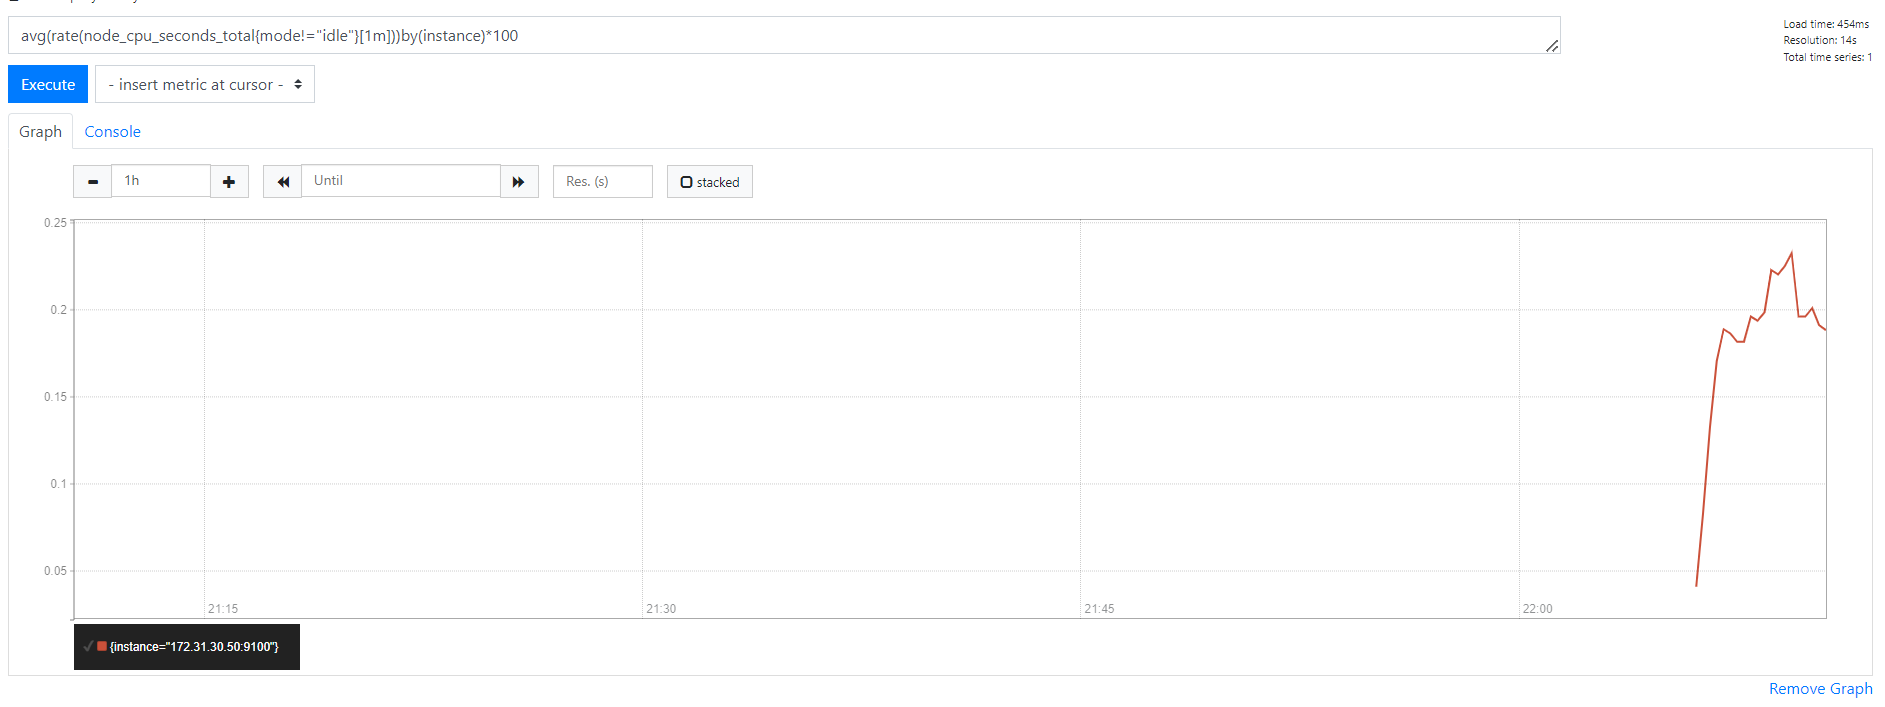 avg(rate(node_cpu_seconds_total{mode!="idle"}[1m]))by(instance)*100
Load time: 454ms
Resolution: 14s
Total time series: 1
Execute
- insert metric at cursor -
Graph
Console
1h
Until
Res. (s)
stacked
0.25
0.2
0.15
0.1
0.05
21:15
21:30
21:45
22:00
{instance="172.31.30.50:9100"}
Remove Graph